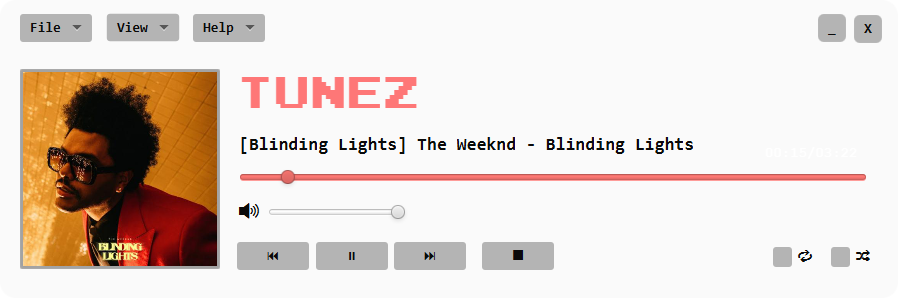 File
View
Help
_
X
TUNEZ
[Blinding Lights] The Weeknd - Blinding Lights
BLINDING
LIGHTS